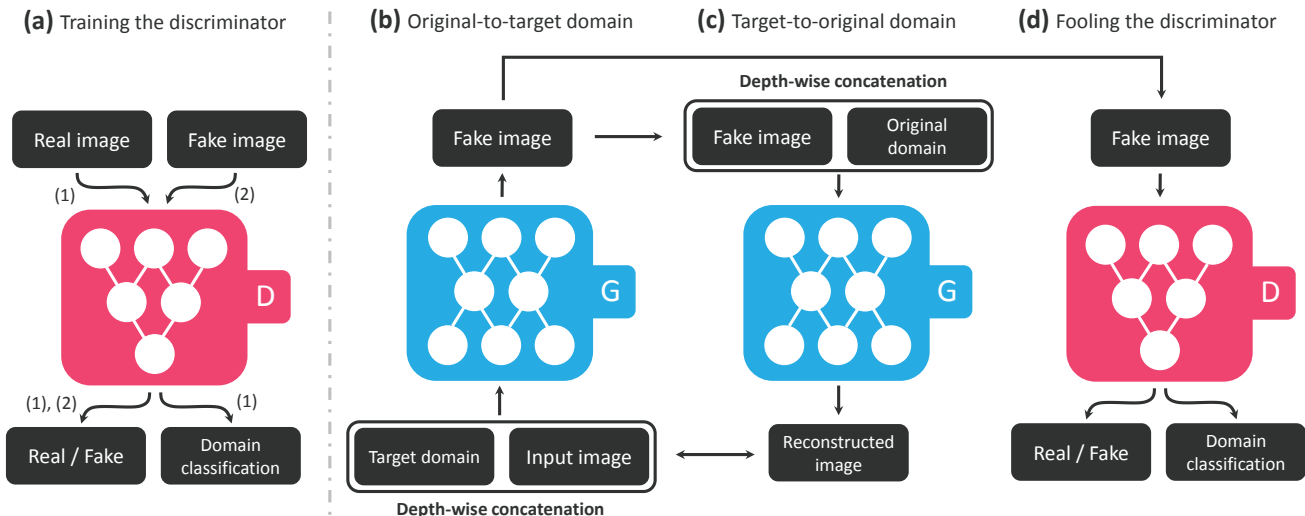 (a) Training the discriminator
(b) Original-to-target domain
(c) Target-to-original domain
(d) Fooling the discriminator
Depth-wise concatenation
Real image
Fake image
Fake image
Fake image
Original
domain
Fake image
(1)
(2)
D
G
G
D
(1), (2)
(1)
Real / Fake
Domain
classification
Target domain
Input image
Reconstructed
image
Real / Fake
Domain
classification
Depth-wise concatenation